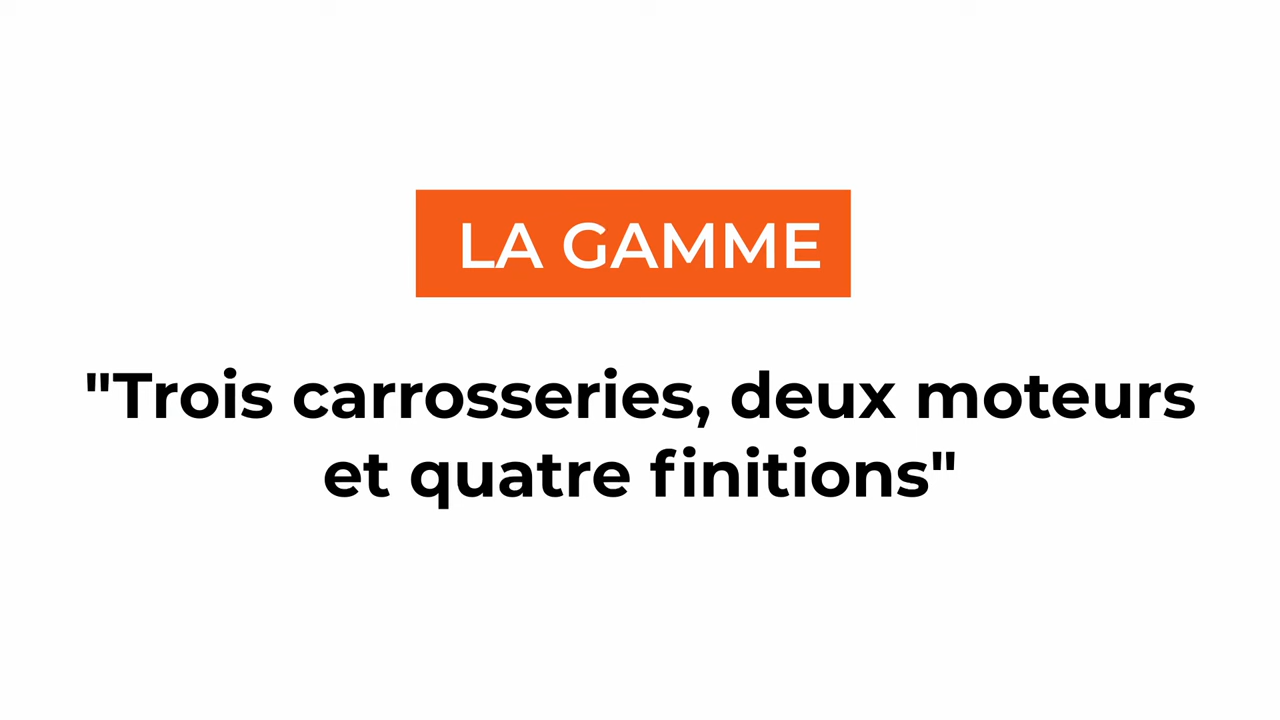 LA GAMME
"Trois carrosseries, deux moteurs
et quatre finitions"